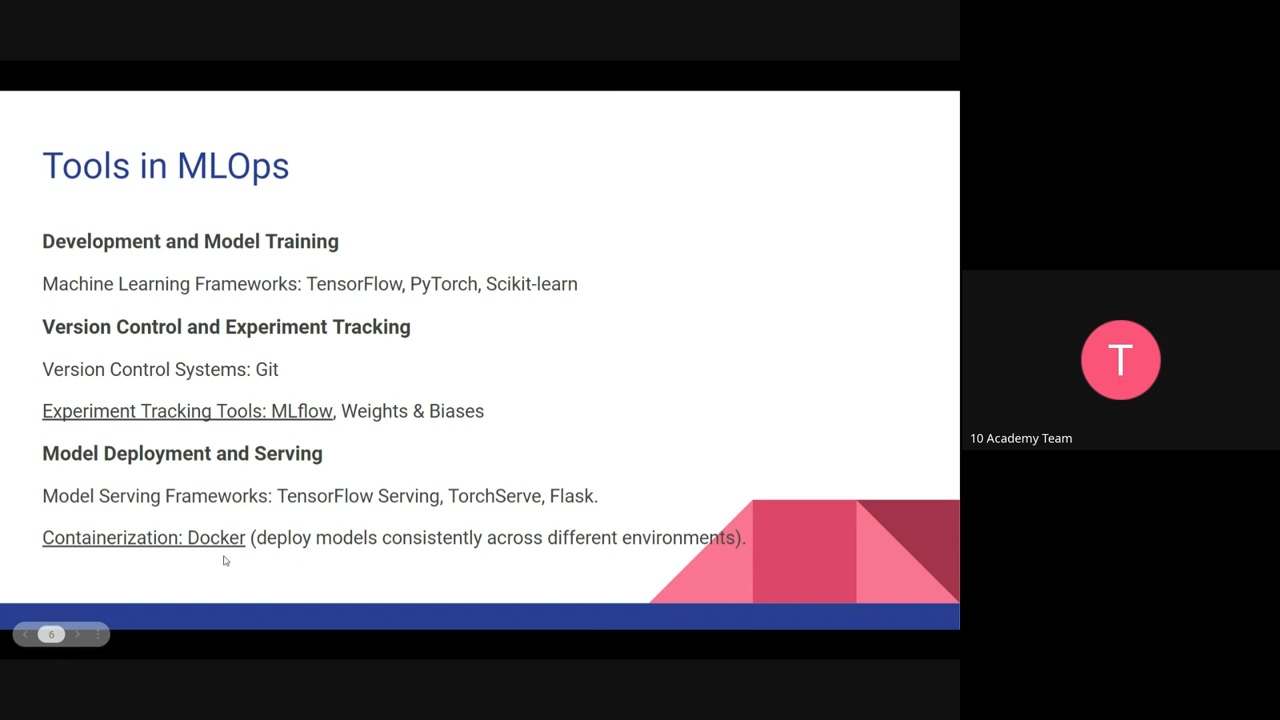 Tools in MLOps
Development and Model Training
Machine Learning Frameworks: TensorFlow, PyTorch, Scikit-learn
Version Control and Experiment Tracking
Version Control Systems: Git
Experiment Tracking Tools: MLflow, Weights & Biases
Model Deployment and Serving
Model Serving Frameworks: TensorFlow Serving, TorchServe, Flask.
Containerization: Docker (deploy models consistently across different environments).
6
T
10 Academy Team